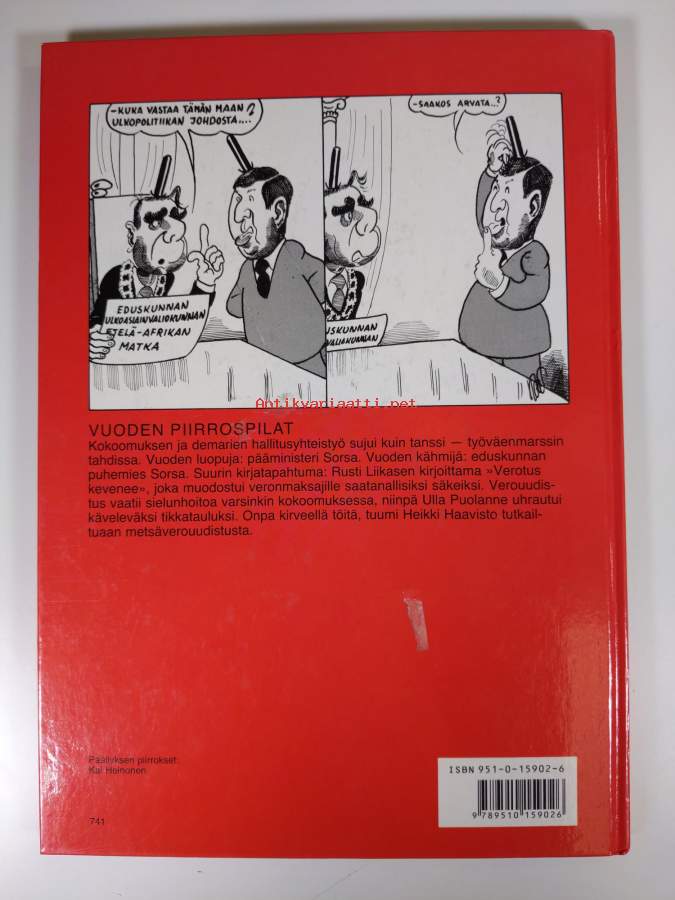 -KUKA VASTAA TÄMÄN MAAN
ULKOPOLITIIKAN JOHDOSTA....?
-SAAKOS ARVATA...?
EDUSKUNNAN
ULKOASIAINVALIOKUNNAN
ETELÄ-AFRIKAN
MATKA
USKUNNAN
VALIOKUNNAN
Antikvariaatti.net
VUODEN PIIRROSPILAT
Kokoomuksen ja demarien hallitusyhteistyö sujui kuin tanssi — työväenmarssin
tahdissa. Vuoden luopuja: pääministeri Sorsa. Vuoden kähmijä: eduskunnan
puhemies Sorsa. Suurin kirjatapahtuma: Rusti Liikasen kirjoittama »Verotus
kevenee», joka muodostui veronmaksajille saatanallisiksi säkeiksi. Verouudis-
tus vaatii sielunhoitoa varsinkin kokoomuksessa, niinpä Ulla Puolanne uhrautui
käveleväksi tikkatauluksi. Onpa kirveellä töitä, tuumi Heikki Haavisto tutkail-
tuaan metsäverouudistusta.
Päällyksen piirrokset:
Kai Heinonen
741
ISBN 951-0-15902-6
9 789510 159026